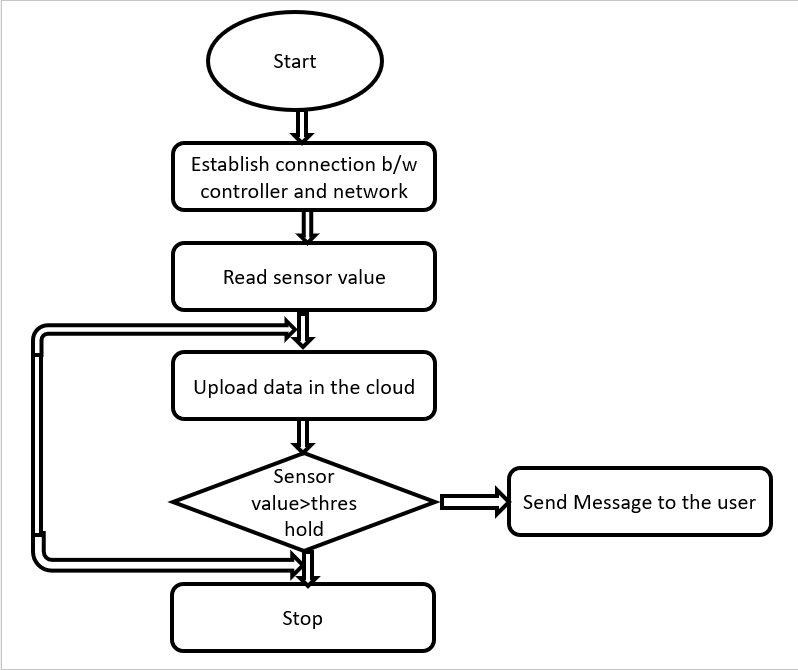 Start
Establish connection b/w
controller and network
Read sensor value
Upload data in the cloud
Sensor
value>thres
hold
Send Message to the user
Stop